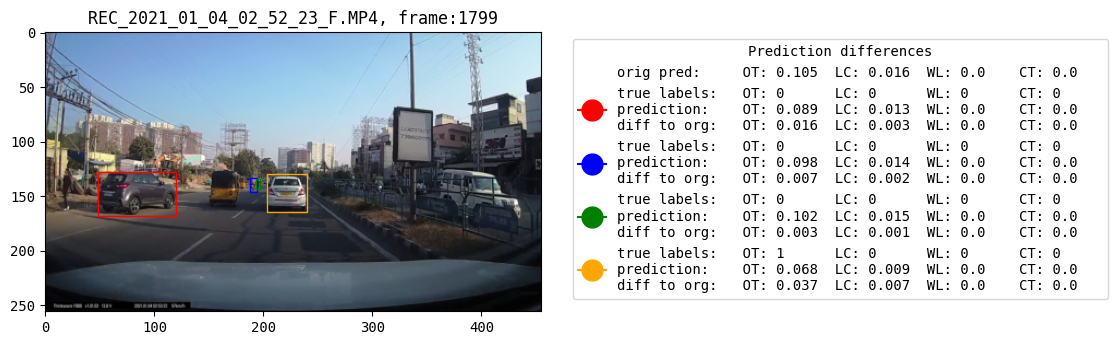 REC_2021_01_04_02_52_23_F.MP4, frame:1799
0
50
100
150
200
250
0 100 200 300 400
Prediction differences
orig pred: OT: 0.105 LC: 0.016 WL: 0.0 CT: 0.0
true labels: OT: 0 LC: 0 WL: 0 CT: 0
prediction: OT: 0.089 LC: 0.013 WL: 0.0 CT: 0.0
diff to org: OT: 0.016 LC: 0.003 WL: 0.0 CT: 0.0
true labels: OT: 0 LC: 0 WL: 0 CT: 0
prediction: OT: 0.098 LC: 0.014 WL: 0.0 CT: 0.0
diff to org: OT: 0.007 LC: 0.002 WL: 0.0 CT: 0.0
true labels: OT: 0 LC: 0 WL: 0 CT: 0
prediction: OT: 0.102 LC: 0.015 WL: 0.0 CT: 0.0
diff to org: OT: 0.003 LC: 0.001 WL: 0.0 CT: 0.0
true labels: OT: 1 LC: 0 WL: 0 CT: 0
prediction: OT: 0.068 LC: 0.009 WL: 0.0 CT: 0.0
diff to org: OT: 0.037 LC: 0.007 WL: 0.0 CT: 0.0